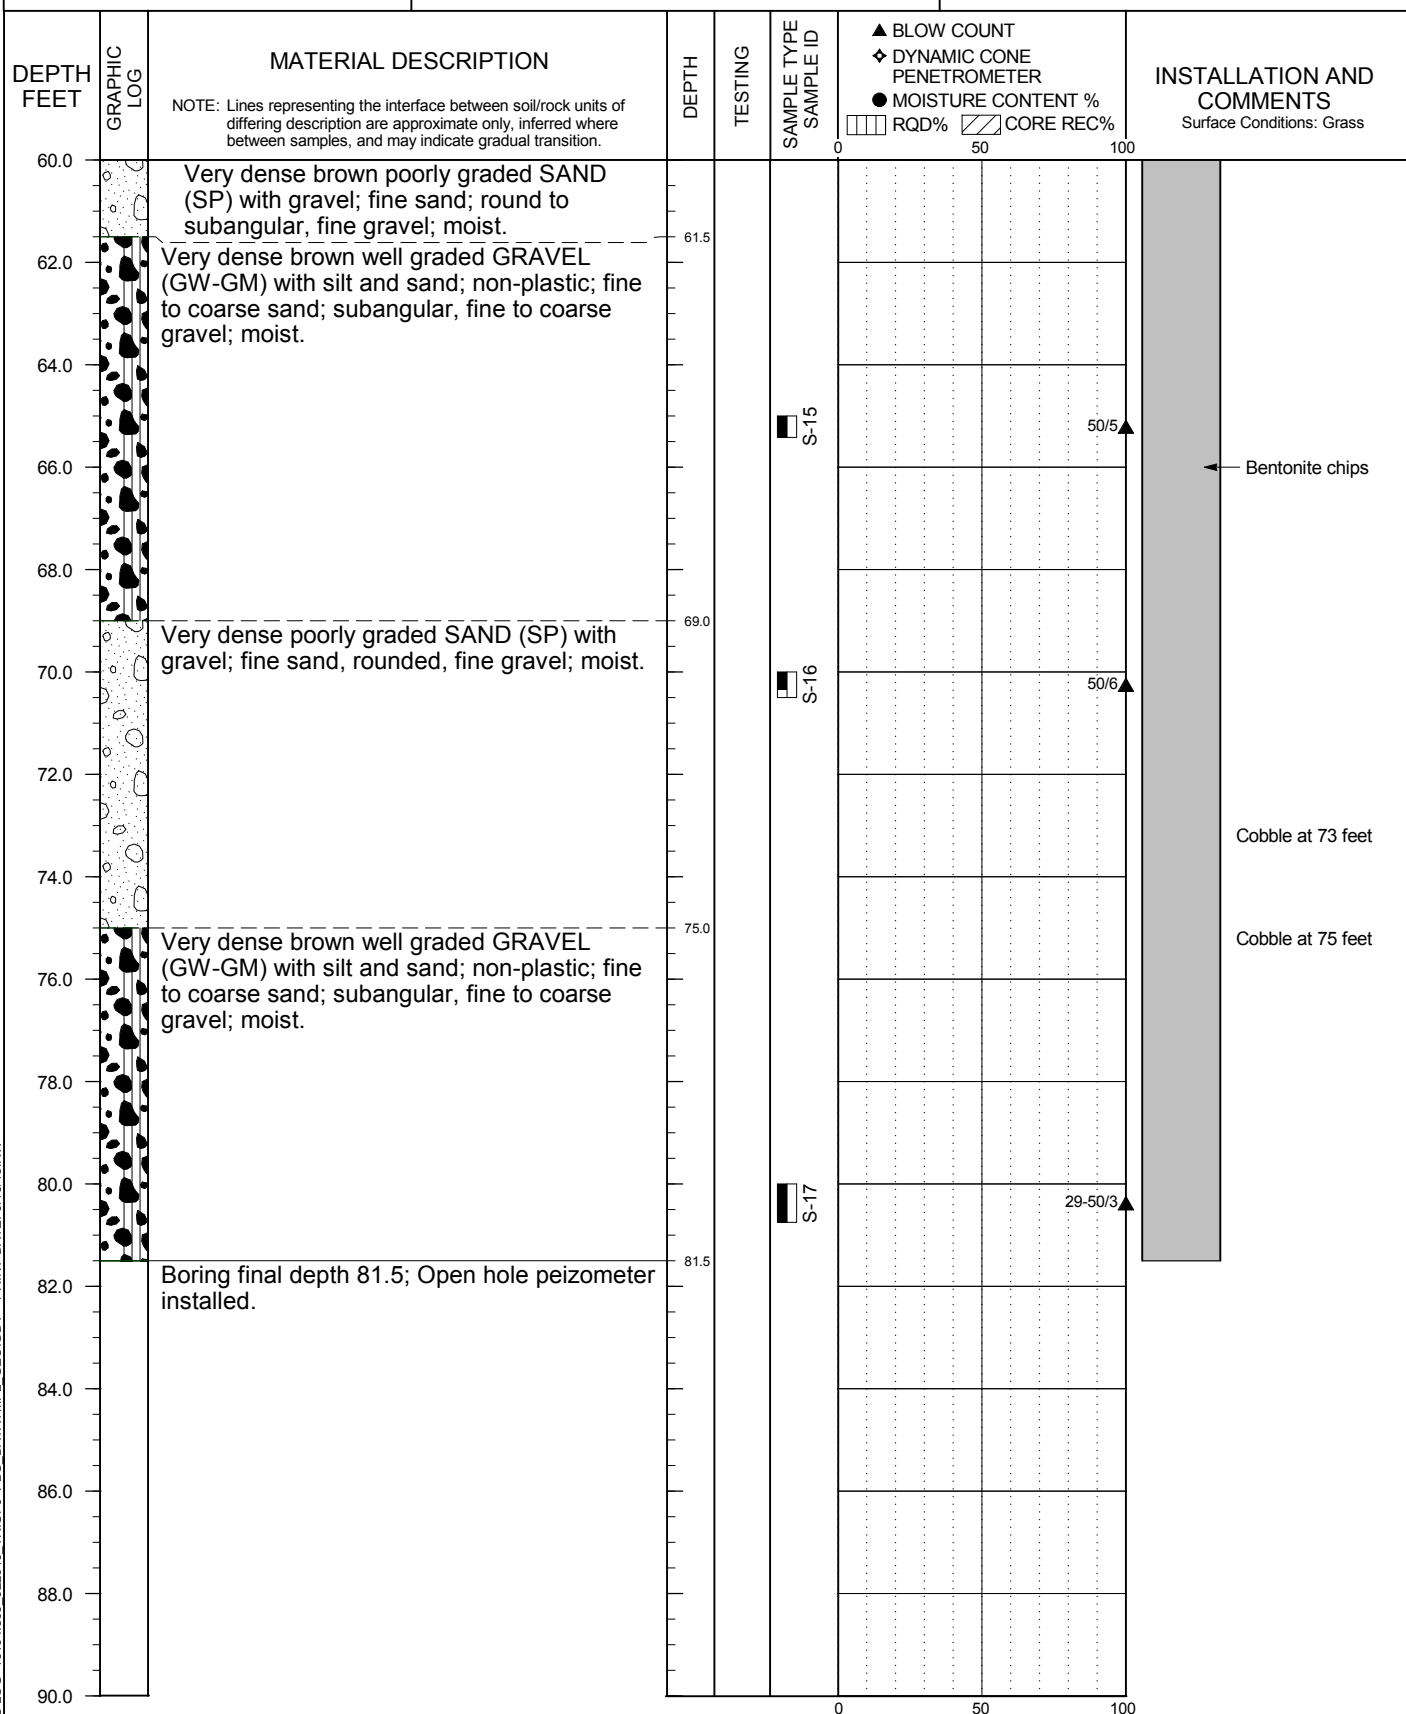 DEPTH
FEET
GRAPHIC
LOG
MATERIAL DESCRIPTION
NOTE: Lines representing the interface between soil/rock units of
differing description are approximate only, inferred where
between samples, and may indicate gradual transition.
DEPTH
TESTING
SAMPLE TYPE
SAMPLE ID
BLOW COUNT
DYNAMIC CONE
PENETROMETER
MOISTURE CONTENT %
RQD% CORE REC%
0 50 100
INSTALLATION AND
COMMENTS
Surface Conditions: Grass
60.0
Very dense brown poorly graded SAND
(SP) with gravel; fine sand; round to
subangular, fine gravel; moist.
61.5
Very dense brown well graded GRAVEL
(GW-GM) with silt and sand; non-plastic; fine
to coarse sand; subangular, fine to coarse
gravel; moist.
62.0
64.0
S-15
50/5
66.0
Bentonite chips
68.0
69.0
Very dense poorly graded SAND (SP) with
gravel; fine sand, rounded, fine gravel; moist.
70.0
S-16
50/6
72.0
Cobble at 73 feet
74.0
75.0
Cobble at 75 feet
Very dense brown well graded GRAVEL
(GW-GM) with silt and sand; non-plastic; fine
to coarse sand; subangular, fine to coarse
gravel; moist.
76.0
78.0
80.0
S-17
29-50/3
81.5
Boring final depth 81.5; Open hole peizometer
installed.
82.0
84.0
86.0
88.0
90.0
0 50 100